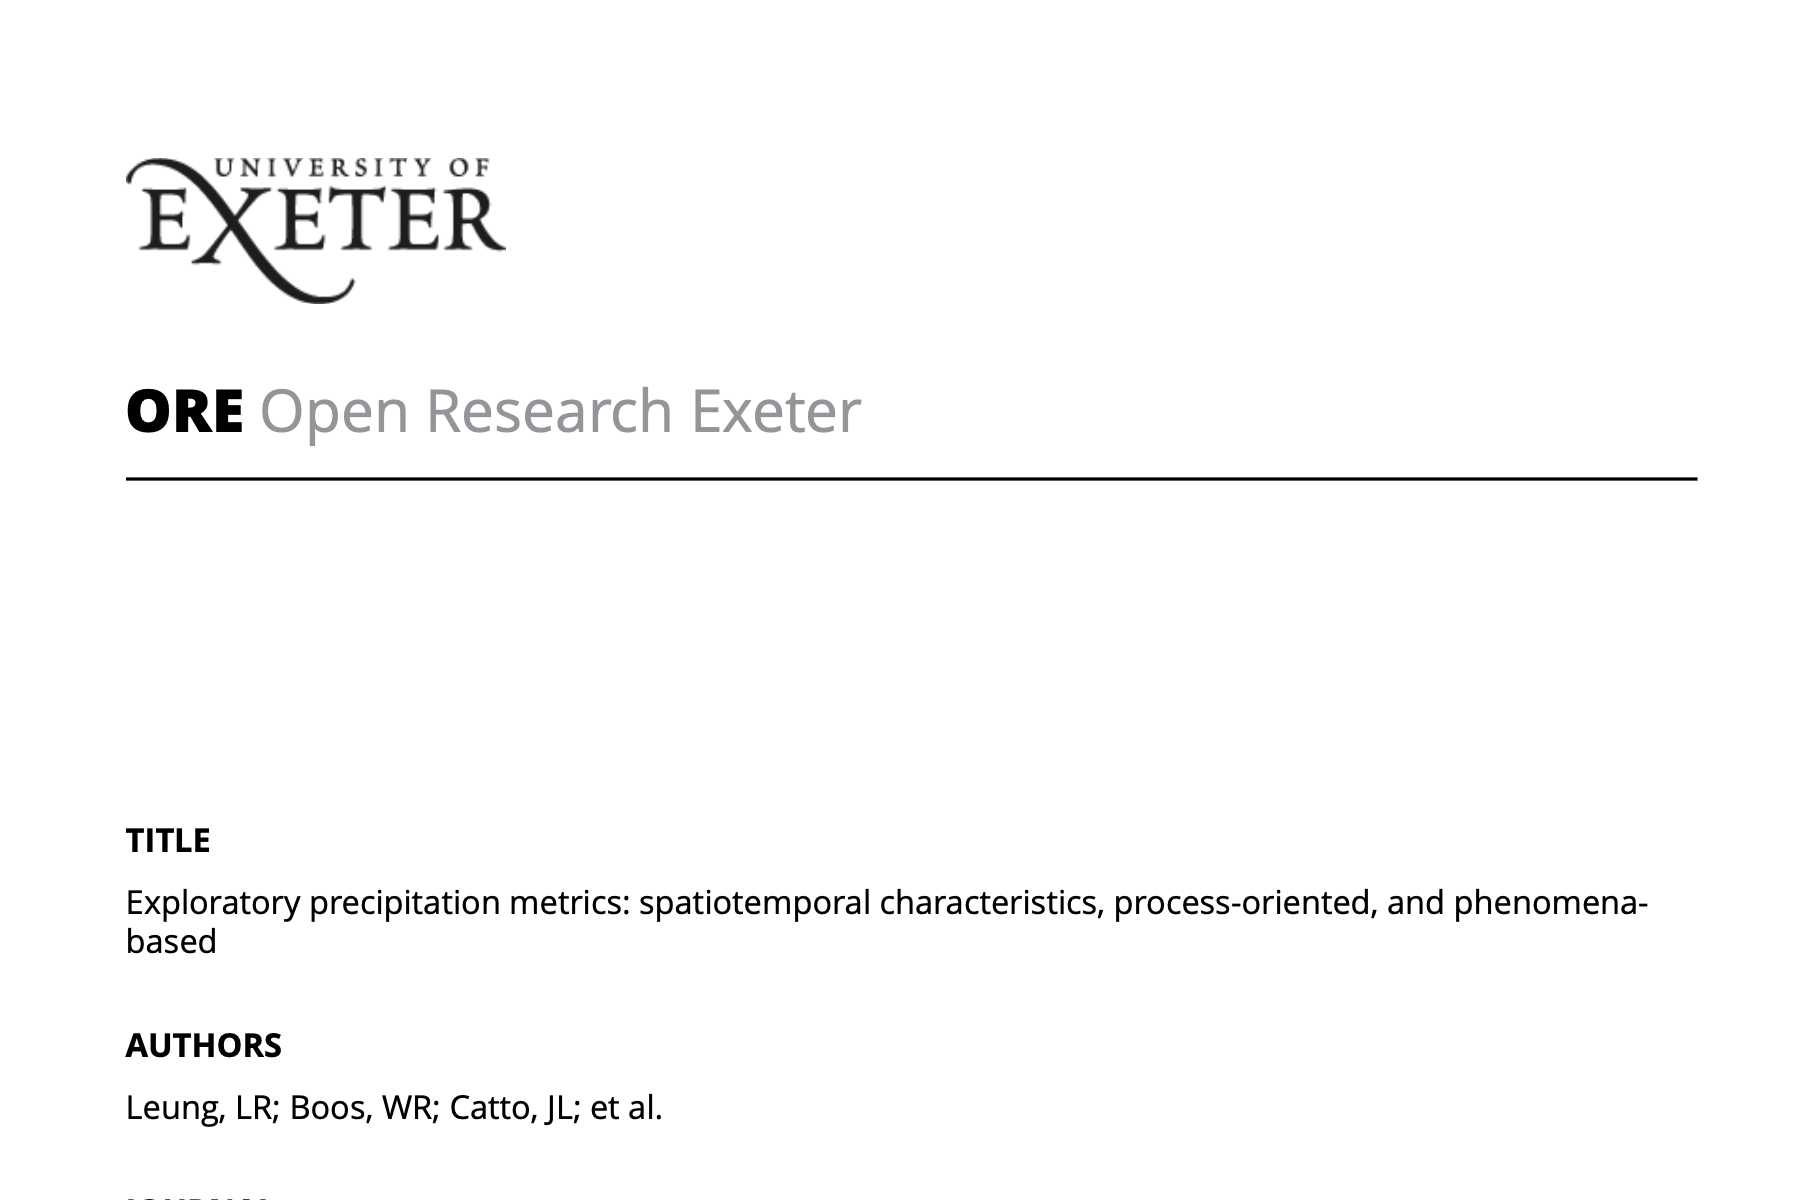 UNIVERSITY OF
EXETER
ORE Open Research Exeter
TITLE
Exploratory precipitation metrics: spatiotemporal characteristics, process-oriented, and phenomena-
based
AUTHORS
Leung, LR; Boos, WR; Catto, JL; et al.